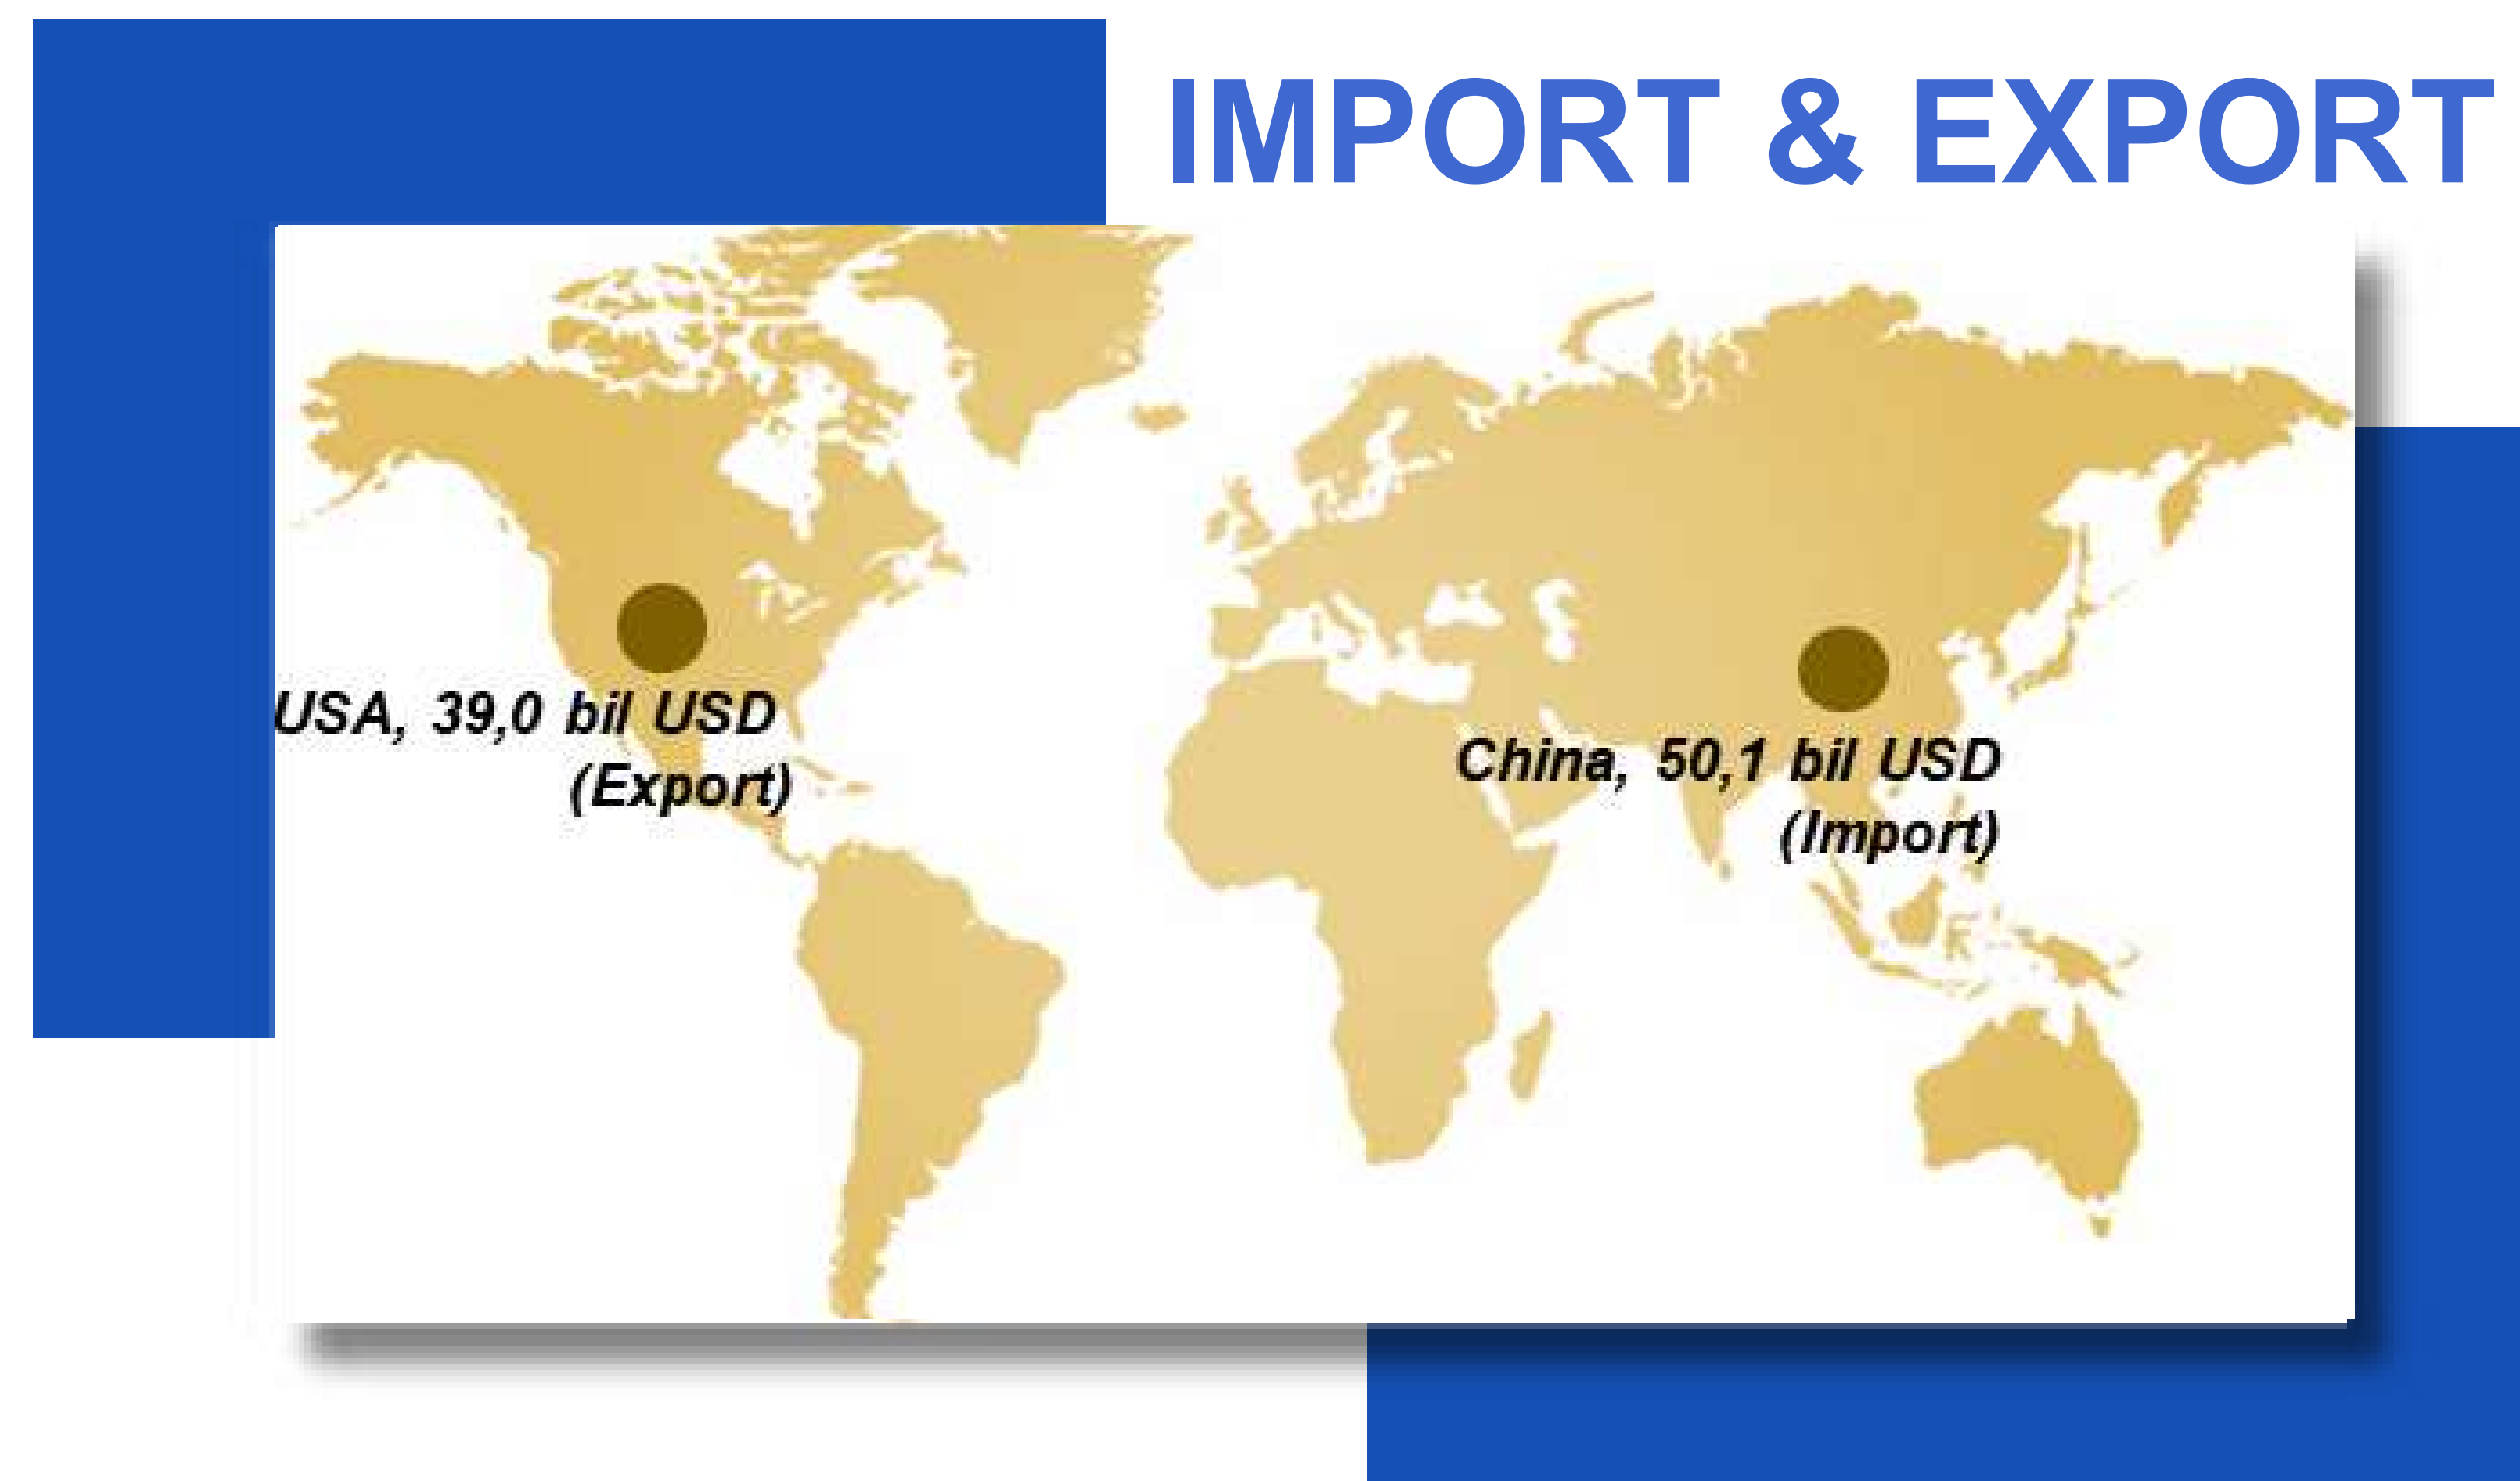 IMPORT & EXPORT
USA, 39,0 bil USD
(Export)
China, 50,1 bil USD
(Import)